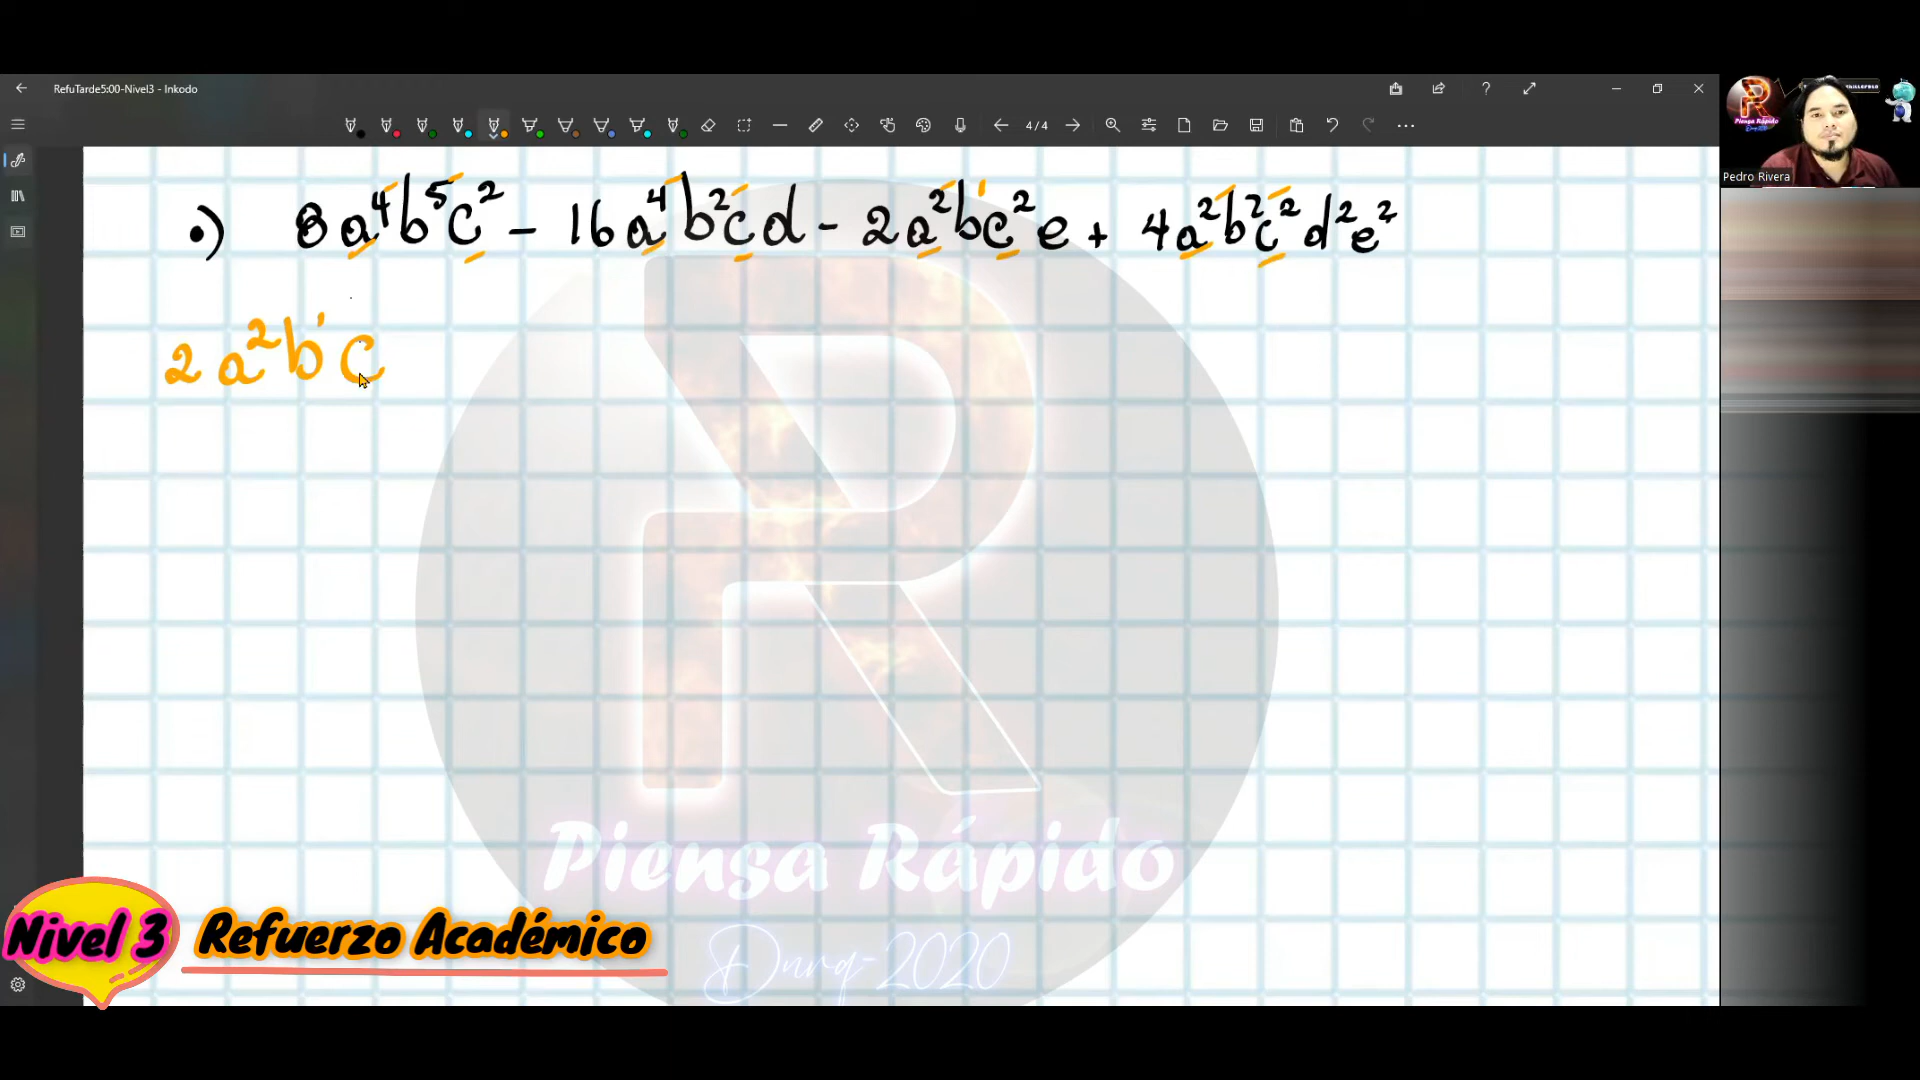 RefuTarde5:00-Nivel3 - Inkodo
4/4
Pedro Rivera
•) 8a⁴b⁵c² - 16a⁴b²cd - 2a²bc²e + 4a²b²c²d²e²
2a²b¹c
R
Piensa Rápido
Dnrq-2020
Nivel 3 Refuerzo Académico